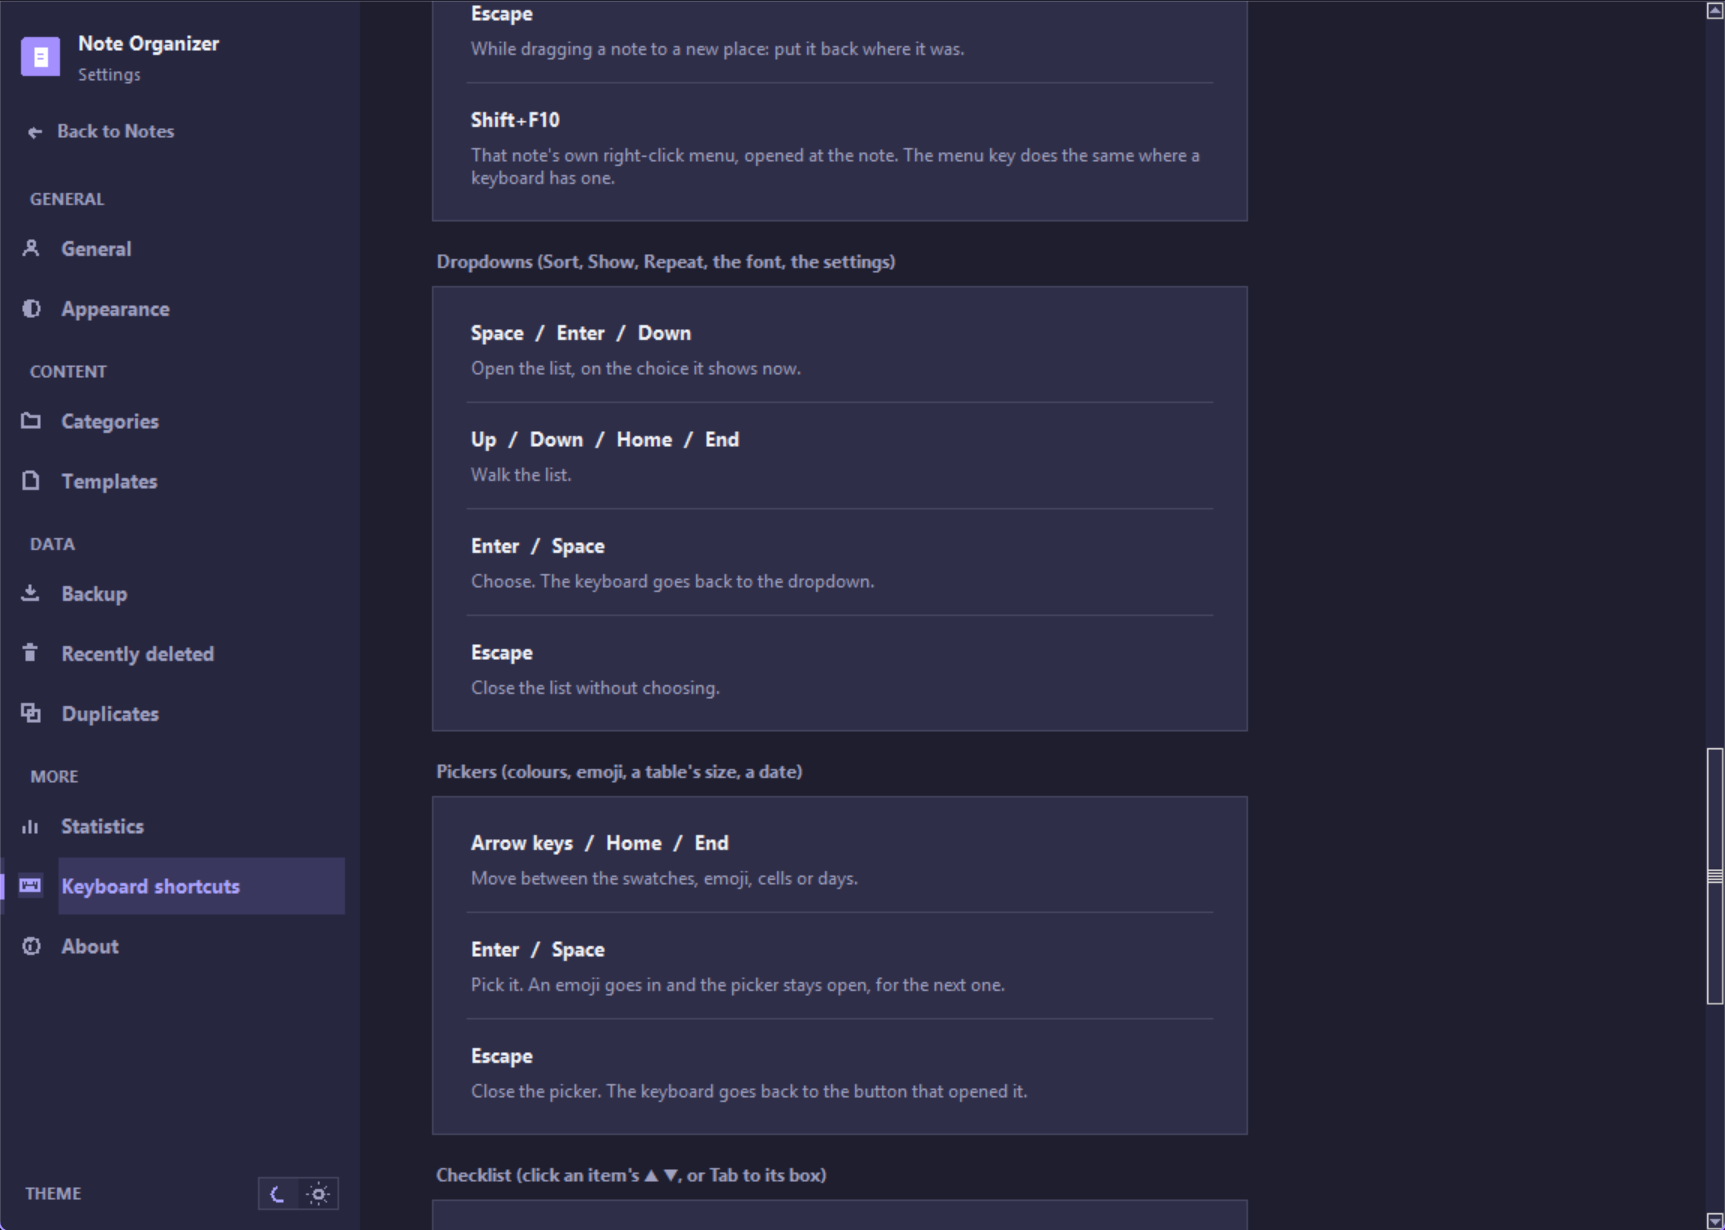 Note Organizer
Settings
Back to Notes
GENERAL
General
Appearance
CONTENT
Categories
Templates
DATA
Backup
Recently deleted
Duplicates
MORE
Statistics
Keyboard shortcuts
About
THEME
Escape
While dragging a note to a new place: put it back where it was.
Shift+F10
That note's own right-click menu, opened at the note. The menu key does the same where a
keyboard has one.
Dropdowns (Sort, Show, Repeat, the font, the settings)
Space / Enter / Down
Open the list, on the choice it shows now.
Up / Down / Home / End
Walk the list.
Enter / Space
Choose. The keyboard goes back to the dropdown.
Escape
Close the list without choosing.
Pickers (colours, emoji, a table's size, a date)
Arrow keys / Home / End
Move between the swatches, emoji, cells or days.
Enter / Space
Pick it. An emoji goes in and the picker stays open, for the next one.
Escape
Close the picker. The keyboard goes back to the button that opened it.
Checklist (click an item's ▲ ▼, or Tab to its box)